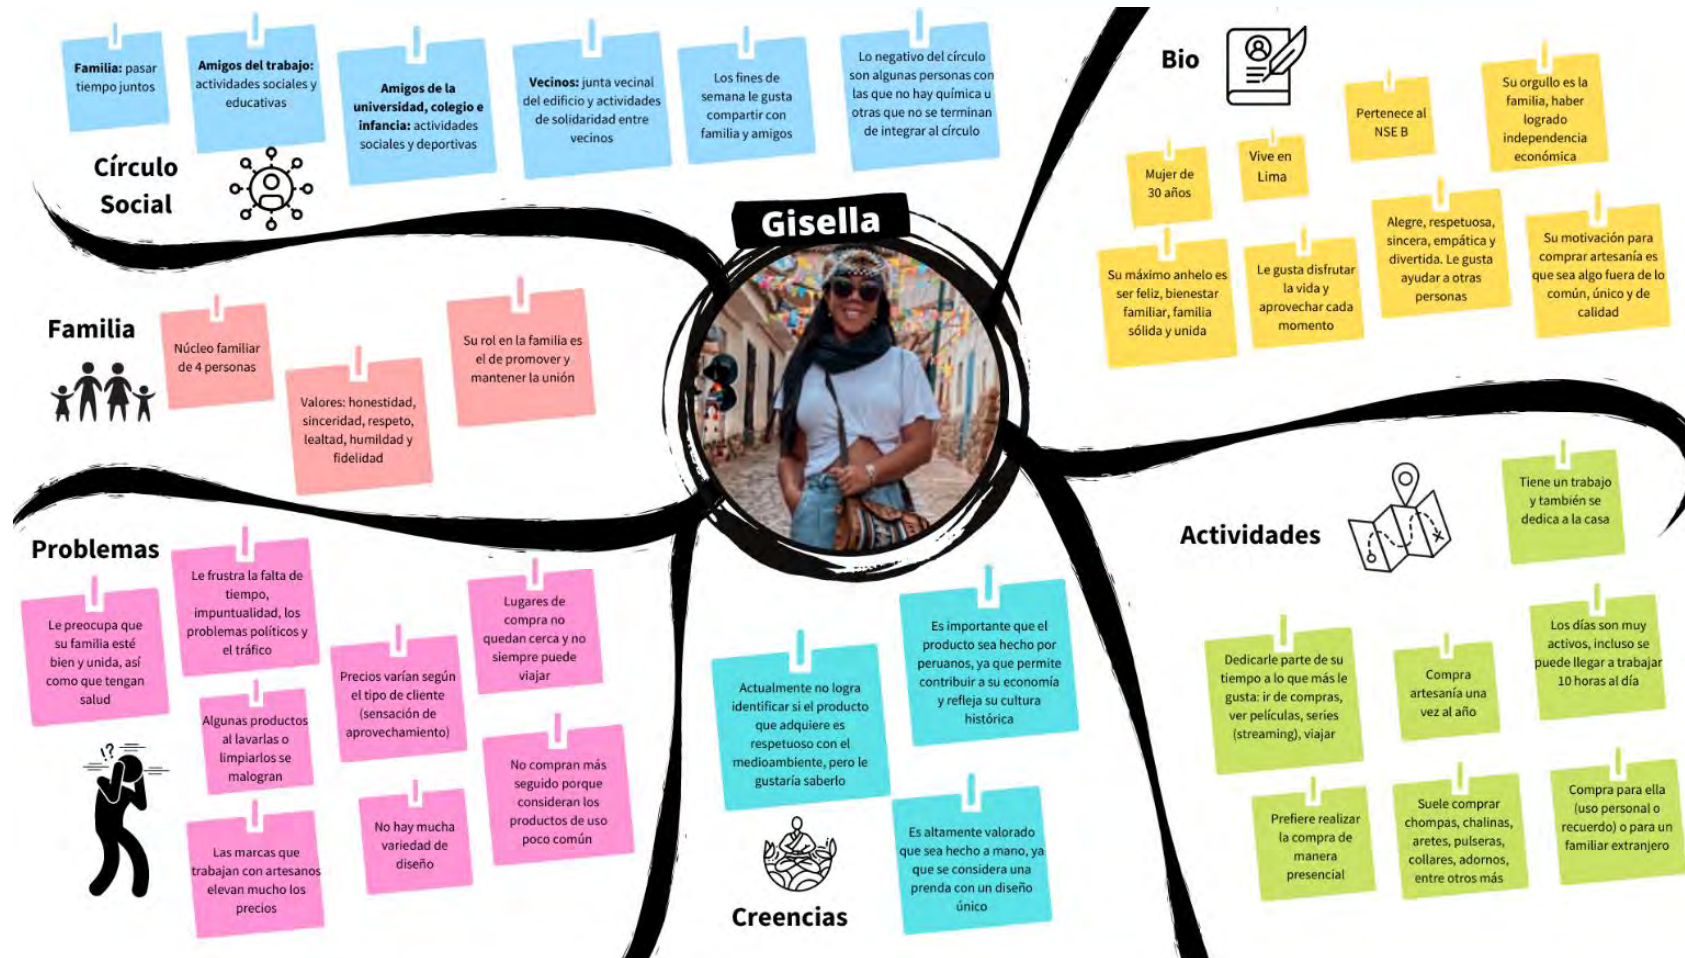 Familia: pasar
tiempo juntos
Amigos del trabajo:
actividades sociales y
educativas
Amigos de la
universidad, colegio e
infancia: actividades
sociales y deportivas
Vecinos: junta vecinal
del edificio y actividades
de solidaridad entre
vecinos
Los fines de
semana le gusta
compartir con
familia y amigos
Lo negativo del círculo
son algunas personas con
las que no hay química u
otras que no se terminan
de integrar al círculo
Círculo
Social
Gisella
Bio
Mujer de
30 años
Vive en
Lima
Pertenece al
NSE B
Su orgullo es la
familia, haber
logrado
independencia
económica
Su máximo anhelo es
ser feliz, bienestar
familiar, familia
sólida y unida
Le gusta disfrutar
la vida y
aprovechar cada
momento
Alegre, respetuosa,
sincera, empática y
divertida. Le gusta
ayudar a otras
personas
Su motivación para
comprar artesanía es
que sea algo fuera de lo
común, único y de
calidad
Familia
Núcleo familiar
de 4 personas
Valores: honestidad,
sinceridad, respeto,
lealtad, humildad y
fidelidad
Su rol en la familia es
el de promover y
mantener la unión
Problemas
Le preocupa que
su familia esté
bien y unida, así
como que tengan
salud
Le frustra la falta de
tiempo,
impuntualidad, los
problemas políticos y
el tráfico
Algunas productos
al lavarlas o
limpiarlos se
malogran
Las marcas que
trabajan con artesanos
elevan mucho los
precios
Precios varían según
el tipo de cliente
(sensación de
aprovechamiento)
No hay mucha
variedad de
diseño
Lugares de
compra no
quedan cerca y no
siempre puede
viajar
No compran más
seguido porque
consideran los
productos de uso
poco común
!?
Actualmente no logra
identificar si el producto
que adquiere es
respetuoso con el
medioambiente, pero le
gustaría saberlo
Es importante que el
producto sea hecho por
peruanos, ya que permite
contribuir a su economía
y refleja su cultura
histórica
Es altamente valorado
que sea hecho a mano, ya
que se considera una
prenda con un diseño
único
Creencias
Actividades
Tiene un trabajo
y también se
dedica a la casa
Dedicarle parte de su
tiempo a lo que más le
gusta: ir de compras,
ver películas, series
(streaming), viajar
Compra
artesanía una
vez al año
Los días son muy
activos, incluso se
puede llegar a trabajar
10 horas al día
Prefiere realizar
la compra de
manera
presencial
Suele comprar
chompas, chalinas,
aretes, pulseras,
collares, adornos,
entre otros más
Compra para ella
(uso personal o
recuerdo) o para un
familiar extranjero